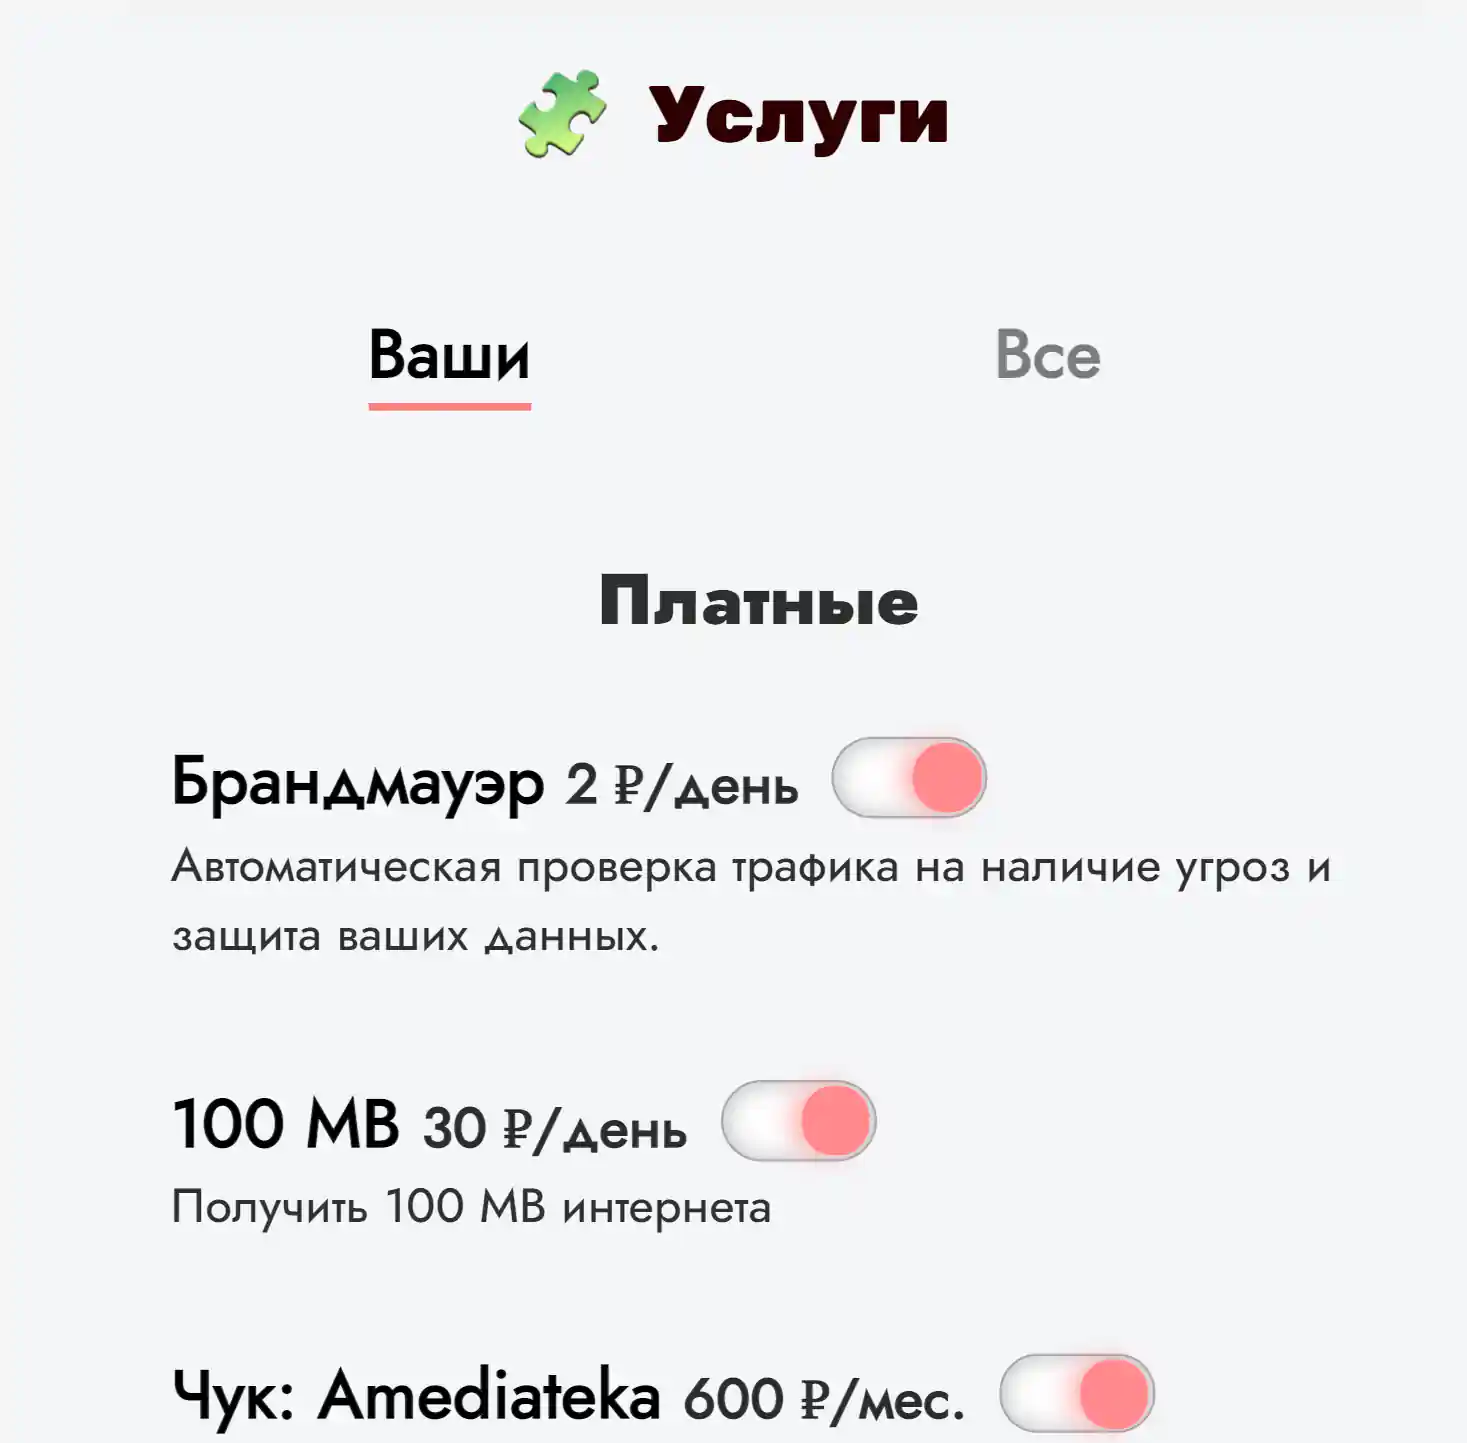 Услуги
Ваши
Все
Платные
Брандмауэр 2 ₽/день
Автоматическая проверка трафика на наличие угроз и
защита ваших данных.
100 MB 30 ₽/день
Получить 100 MB интернета
Чук: Amediateka 600 ₽/мес.